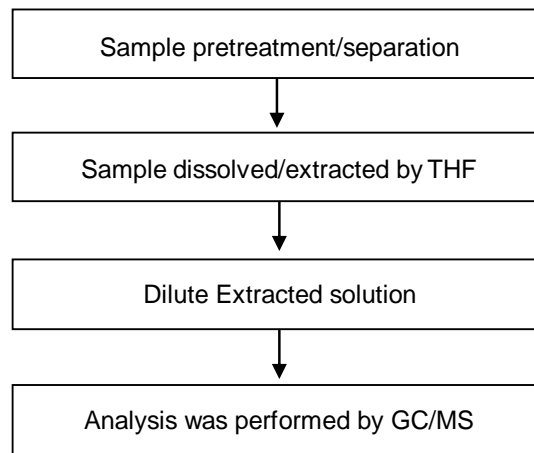 Sample pretreatment/separation
Sample dissolved/extracted by THF
Dilute Extracted solution
Analysis was performed by GC/MS